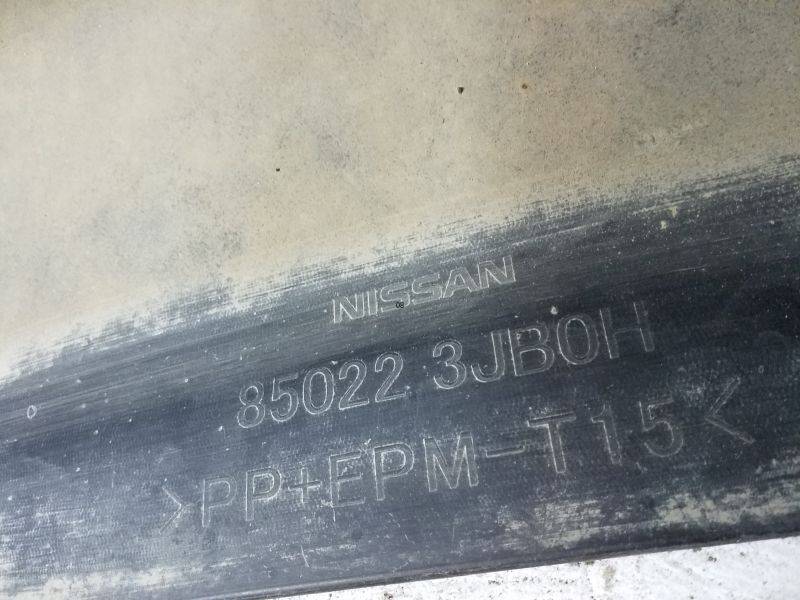 NISSAN
85022 3JB0H
>PP+EPM-T15<